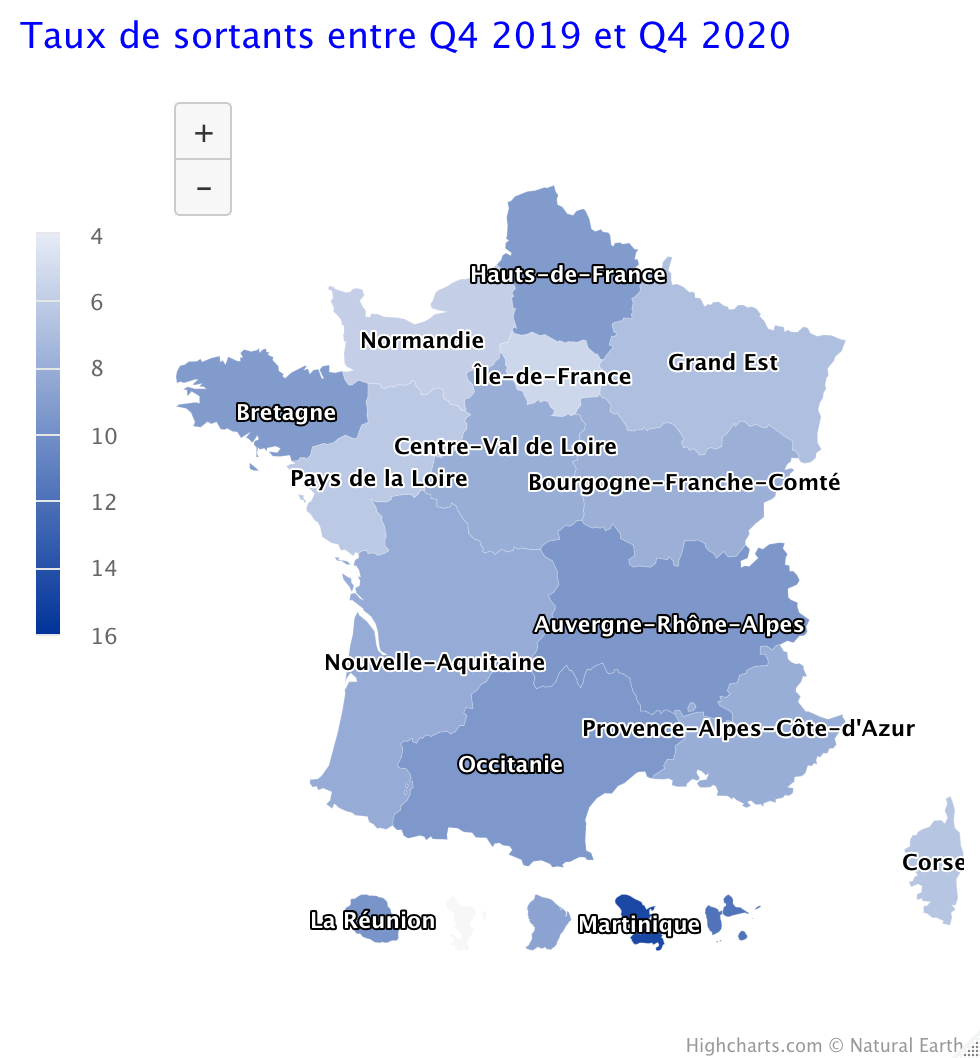 Taux de sortants entre Q4 2019 et Q4 2020
+
-
4
6
8
10
12
14
16
Hauts-de-France
Normandie
Grand Est
Île-de-France
Bretagne
Centre-Val de Loire
Pays de la Loire
Bourgogne-Franche-Comté
Auvergne-Rhône-Alpes
Nouvelle-Aquitaine
Provence-Alpes-Côte-d'Azur
Occitanie
Corse
La Réunion
Martinique
Highcharts.com © Natural Earth